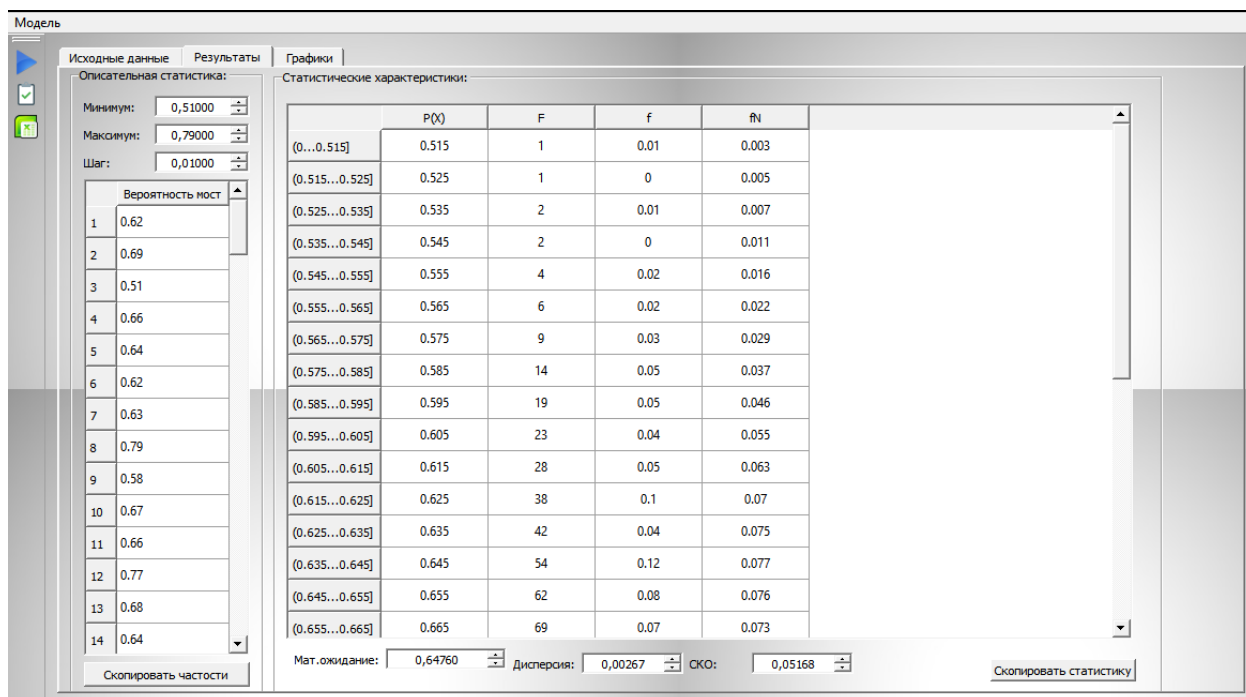 Модель
Исходные данные Результаты Графики
Описательная статистика:
Минимум: 0,51000
Максимум: 0,79000
Шаг: 0,01000
Вероятность мост
1 0.62
2 0.69
3 0.51
4 0.66
5 0.64
6 0.62
7 0.63
8 0.79
9 0.58
10 0.67
11 0.66
12 0.77
13 0.68
14 0.64
Скопировать частости
Статистические характеристики:
P(X) F f fN
(0...0.515] 0.515 1 0.01 0.003
(0.515...0.525] 0.525 1 0 0.005
(0.525...0.535] 0.535 2 0.01 0.007
(0.535...0.545] 0.545 2 0 0.011
(0.545...0.555] 0.555 4 0.02 0.016
(0.555...0.565] 0.565 6 0.02 0.022
(0.565...0.575] 0.575 9 0.03 0.029
(0.575...0.585] 0.585 14 0.05 0.037
(0.585...0.595] 0.595 19 0.05 0.046
(0.595...0.605] 0.605 23 0.04 0.055
(0.605...0.615] 0.615 28 0.05 0.063
(0.615...0.625] 0.625 38 0.1 0.07
(0.625...0.635] 0.635 42 0.04 0.075
(0.635...0.645] 0.645 54 0.12 0.077
(0.645...0.655] 0.655 62 0.08 0.076
(0.655...0.665] 0.665 69 0.07 0.073
Мат.ожидание: 0,64760 Дисперсия: 0,00267 СКО: 0,05168
Скопировать статистику